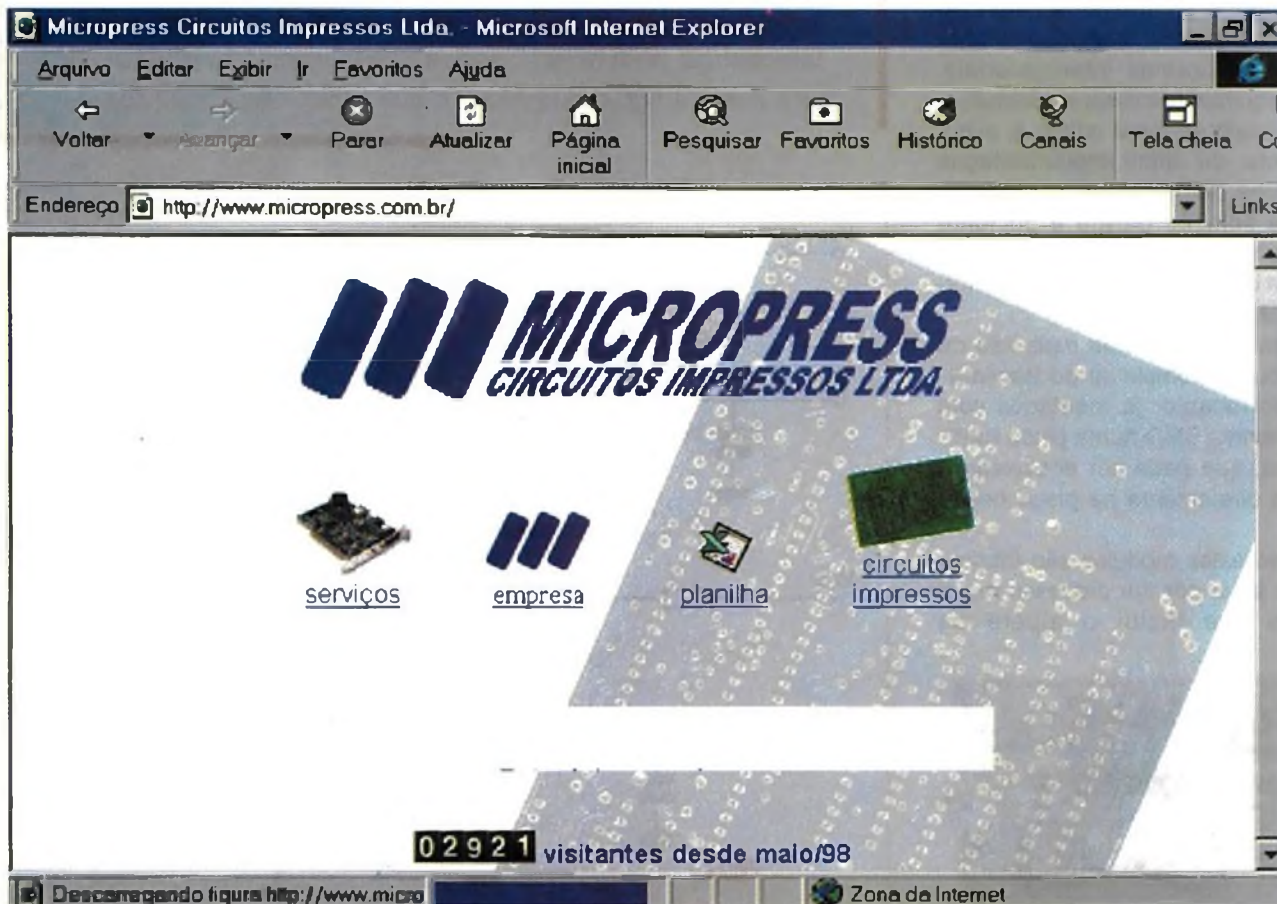 Micropress Circuitos Impressos Ltda. - Microsoft Internet Explorer
Arquivo Editar Exibir Ir Favoritos Ajuda
Voltar Avançar Parar Atualizar Página inicial Pesquisar Favoritos Histórico Canais Tela cheia
Endereço http://www.micropress.com.br/ Links
MICROPRESS
CIRCUITOS IMPRESSOS LTDA.
serviços
empresa
planilha
circuitos
impressos
02921 visitantes desde maio/98
Descarregando figura http://www.micro Zona da Internet